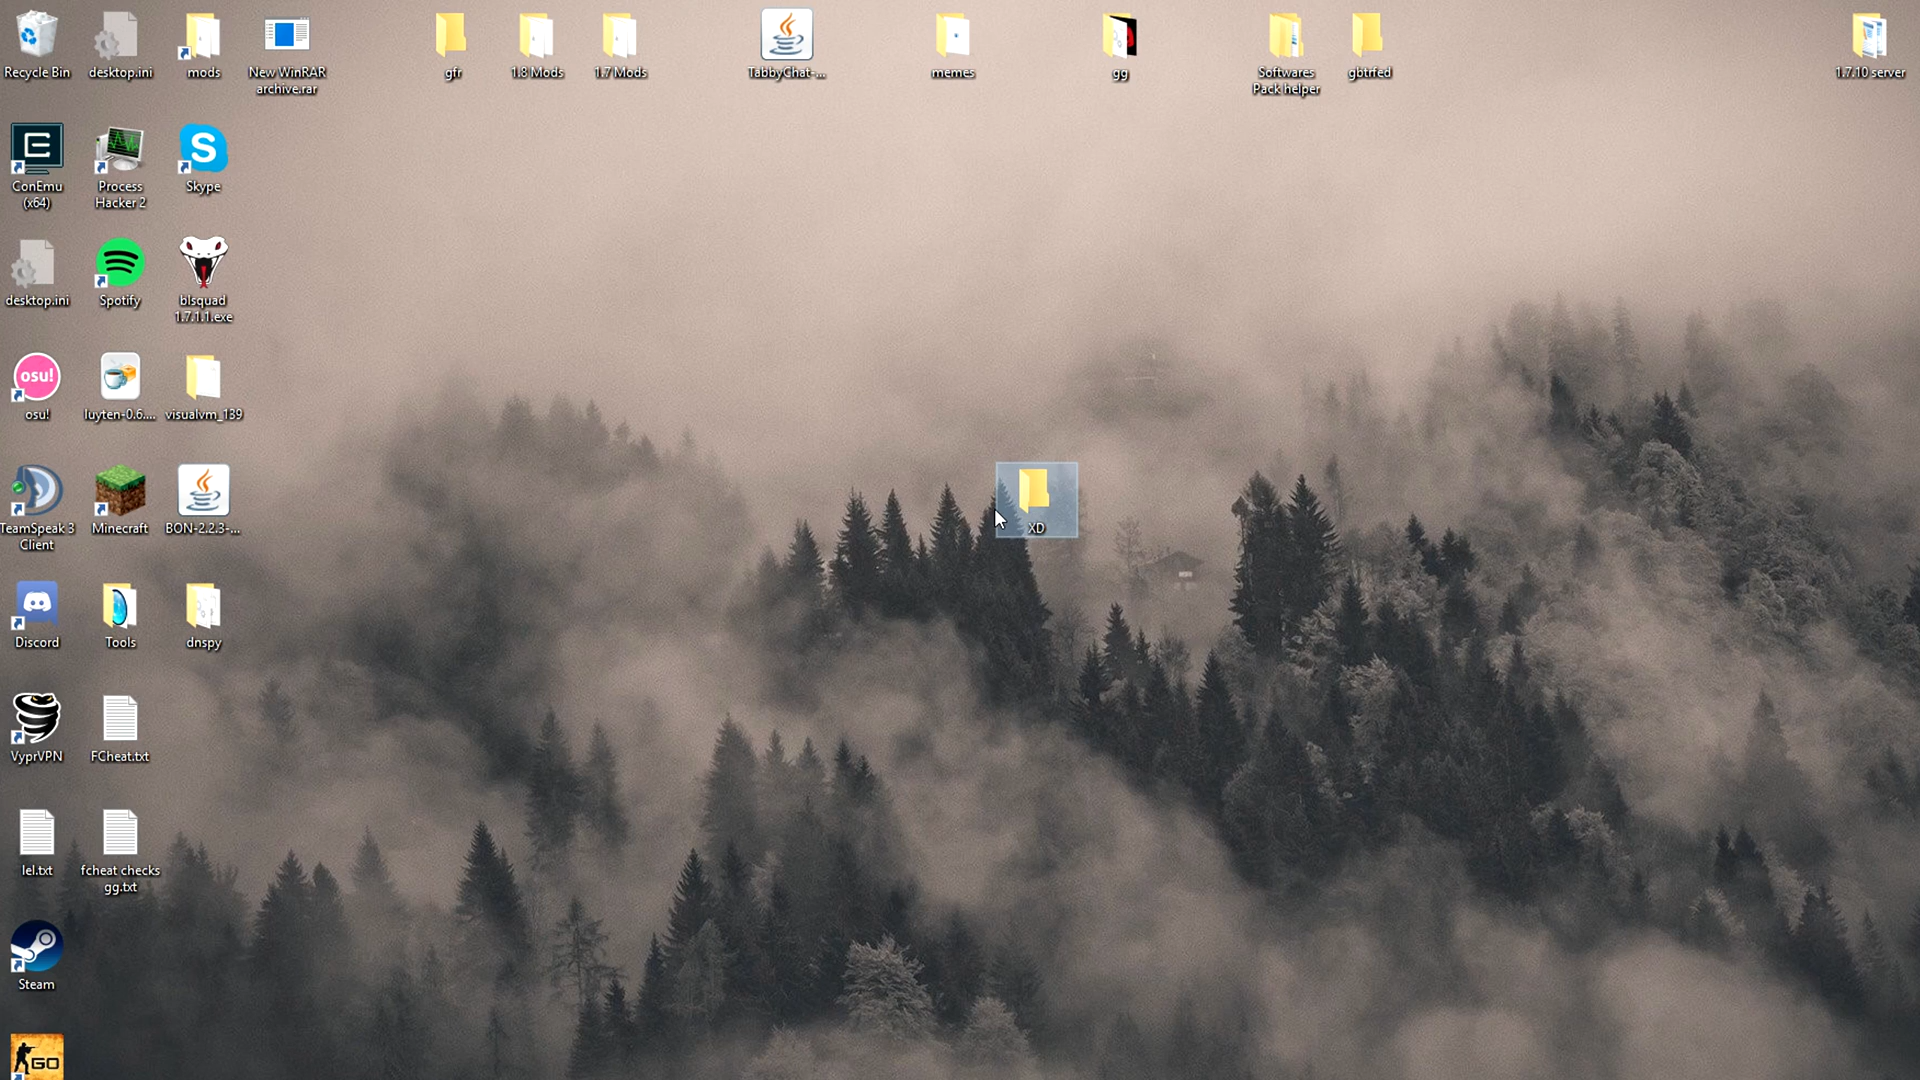 Recycle Bin
desktop.ini
mods
New WinRAR
archive.rar
gfr
1.8 Mods
1.7 Mods
TabbyChat-...
memes
gg
Softwares
Pack helper
gbtrfed
1.7.10 server
ConEmu
(x64)
Process
Hacker 2
S
Skype
desktop.ini
Spotify
blsquad
1.7.1.1.exe
osu!
osu!
luyten-0.6....
visualvm_139
TeamSpeak 3
Client
Minecraft
BON-2.2.3-...
XD
Discord
Tools
dnspy
VyprVPN
FCheat.txt
lel.txt
fcheat checks
gg.txt
Steam
GO